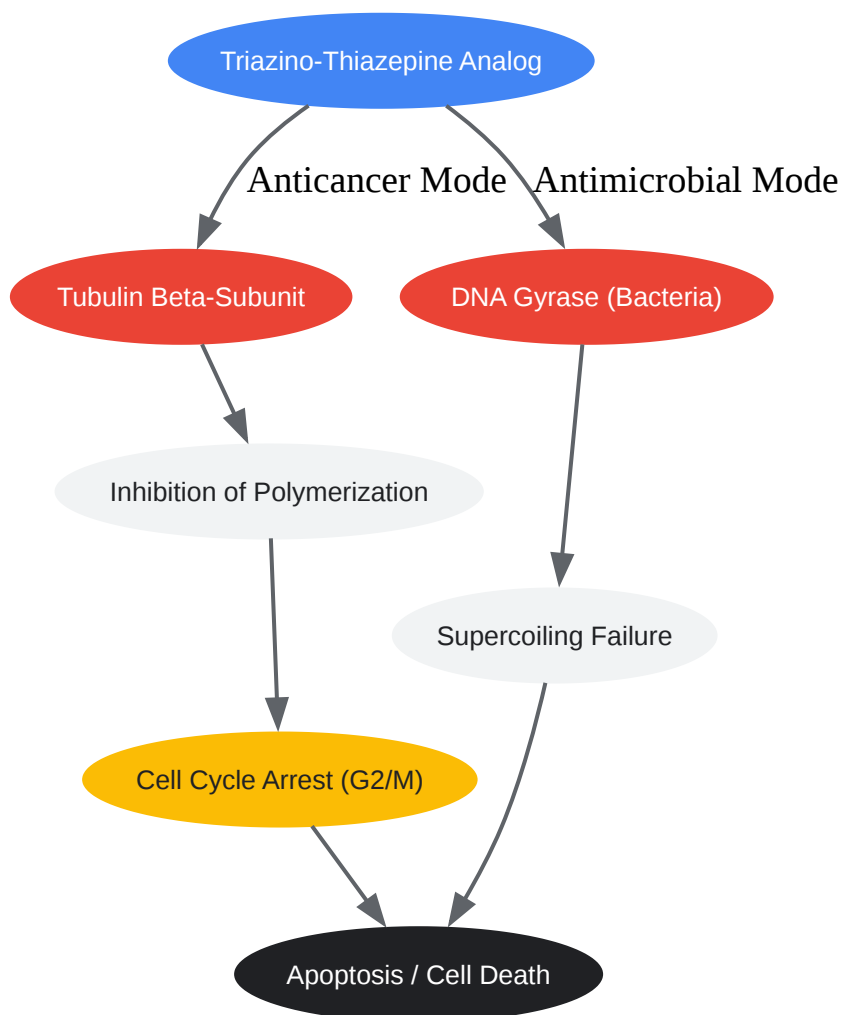 Triazino-Thiazepine Analog
Anticancer Mode
Antimicrobial Mode
Tubulin Beta-Subunit
DNA Gyrase (Bacteria)
Inhibition of Polymerization
Supercoiling Failure
Cell Cycle Arrest (G2/M)
Apoptosis / Cell Death